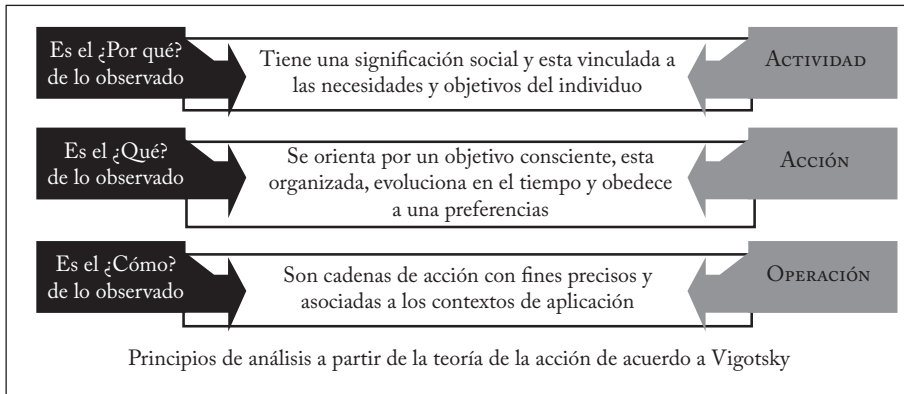 Es el ¿Por qué?
de lo observado
Tiene una significación social y esta vinculada a
las necesidades y objetivos del individuo
Actividad
Es el ¿Qué?
de lo observado
Se orienta por un objetivo consciente, esta
organizada, evoluciona en el tiempo y obedece
a una preferencias
Acción
Es el ¿Cómo?
de lo observado
Son cadenas de acción con fines precisos y
asociadas a los contextos de aplicación
Operación
Principios de análisis a partir de la teoría de la acción de acuerdo a Vigotsky